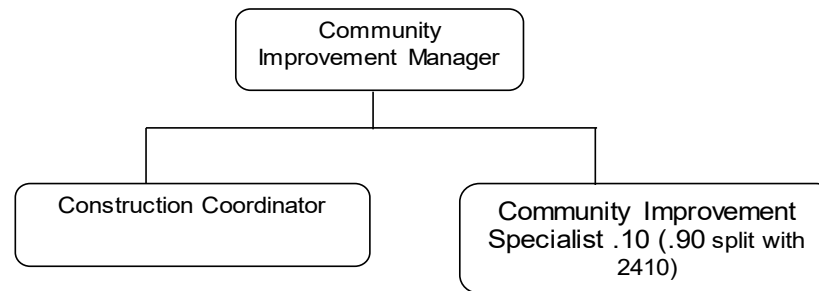 Community
Improvement Manager
Construction Coordinator
Community Improvement
Specialist .10 (.90 split with
2410)